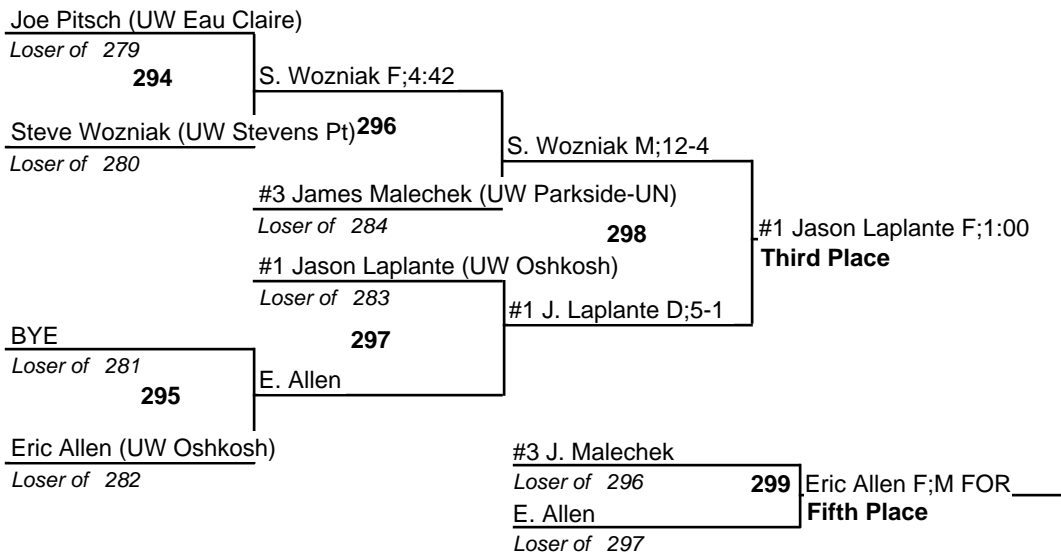 Joe Pitsch (UW Eau Claire)
Loser of 279
294
S. Wozniak F;4:42
Steve Wozniak (UW Stevens Pt)
296
Loser of 280
S. Wozniak M;12-4
#3 James Malechek (UW Parkside-UN)
Loser of 284
298
#1 Jason Laplante F;1:00
Third Place
#1 Jason Laplante (UW Oshkosh)
Loser of 283
#1 J. Laplante D;5-1
297
BYE
Loser of 281
295
E. Allen
Eric Allen (UW Oshkosh)
Loser of 282
#3 J. Malechek
Loser of 296
299
Eric Allen F;M FOR
Fifth Place
E. Allen
Loser of 297